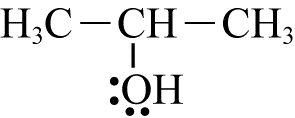 H₃C — CH — CH₃
OH